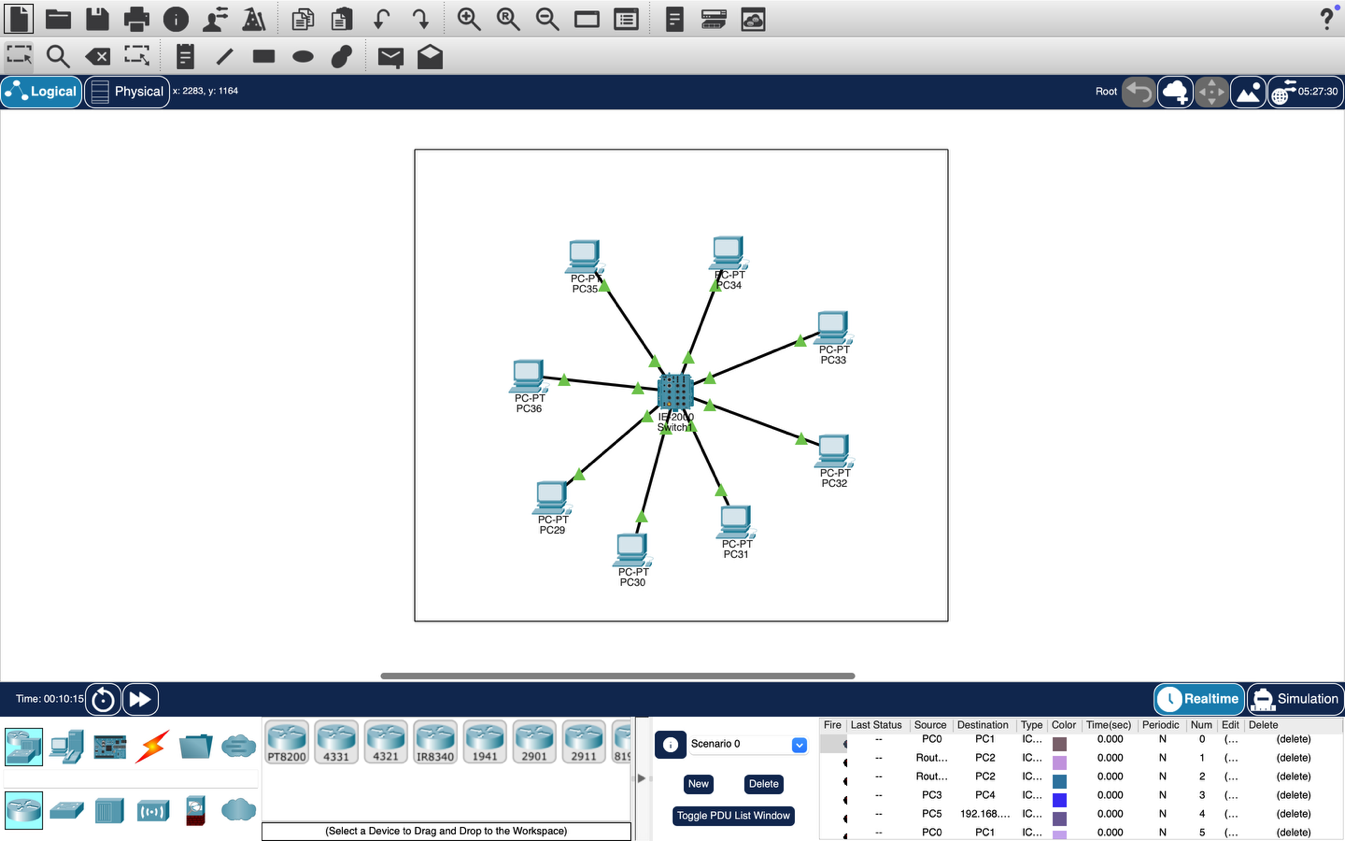 Logical
Physical
x: 2283, y: 1164
Root
05:27:30
PC-PT
PC35
PC-PT
PC34
PC-PT
PC33
PC-PT
PC36
IE-2000
Switch1
PC-PT
PC32
PC-PT
PC29
PC-PT
PC31
PC-PT
PC30
Time: 00:10:15
Realtime
Simulation
PT8200 4331 4321 IR8340 1941 2901 2911 819
(Select a Device to Drag and Drop to the Workspace)
Scenario 0
New
Delete
Toggle PDU List Window
Fire Last Status Source Destination Type Color Time(sec) Periodic Num Edit Delete
-- PC0 PC1 IC... 0.000 N 0 (... (delete)
-- Rout... PC2 IC... 0.000 N 1 (... (delete)
-- Rout... PC2 IC... 0.000 N 2 (... (delete)
-- PC3 PC4 IC... 0.000 N 3 (... (delete)
-- PC5 192.168.... IC... 0.000 N 4 (... (delete)
-- PC0 PC1 IC... 0.000 N 5 (... (delete)